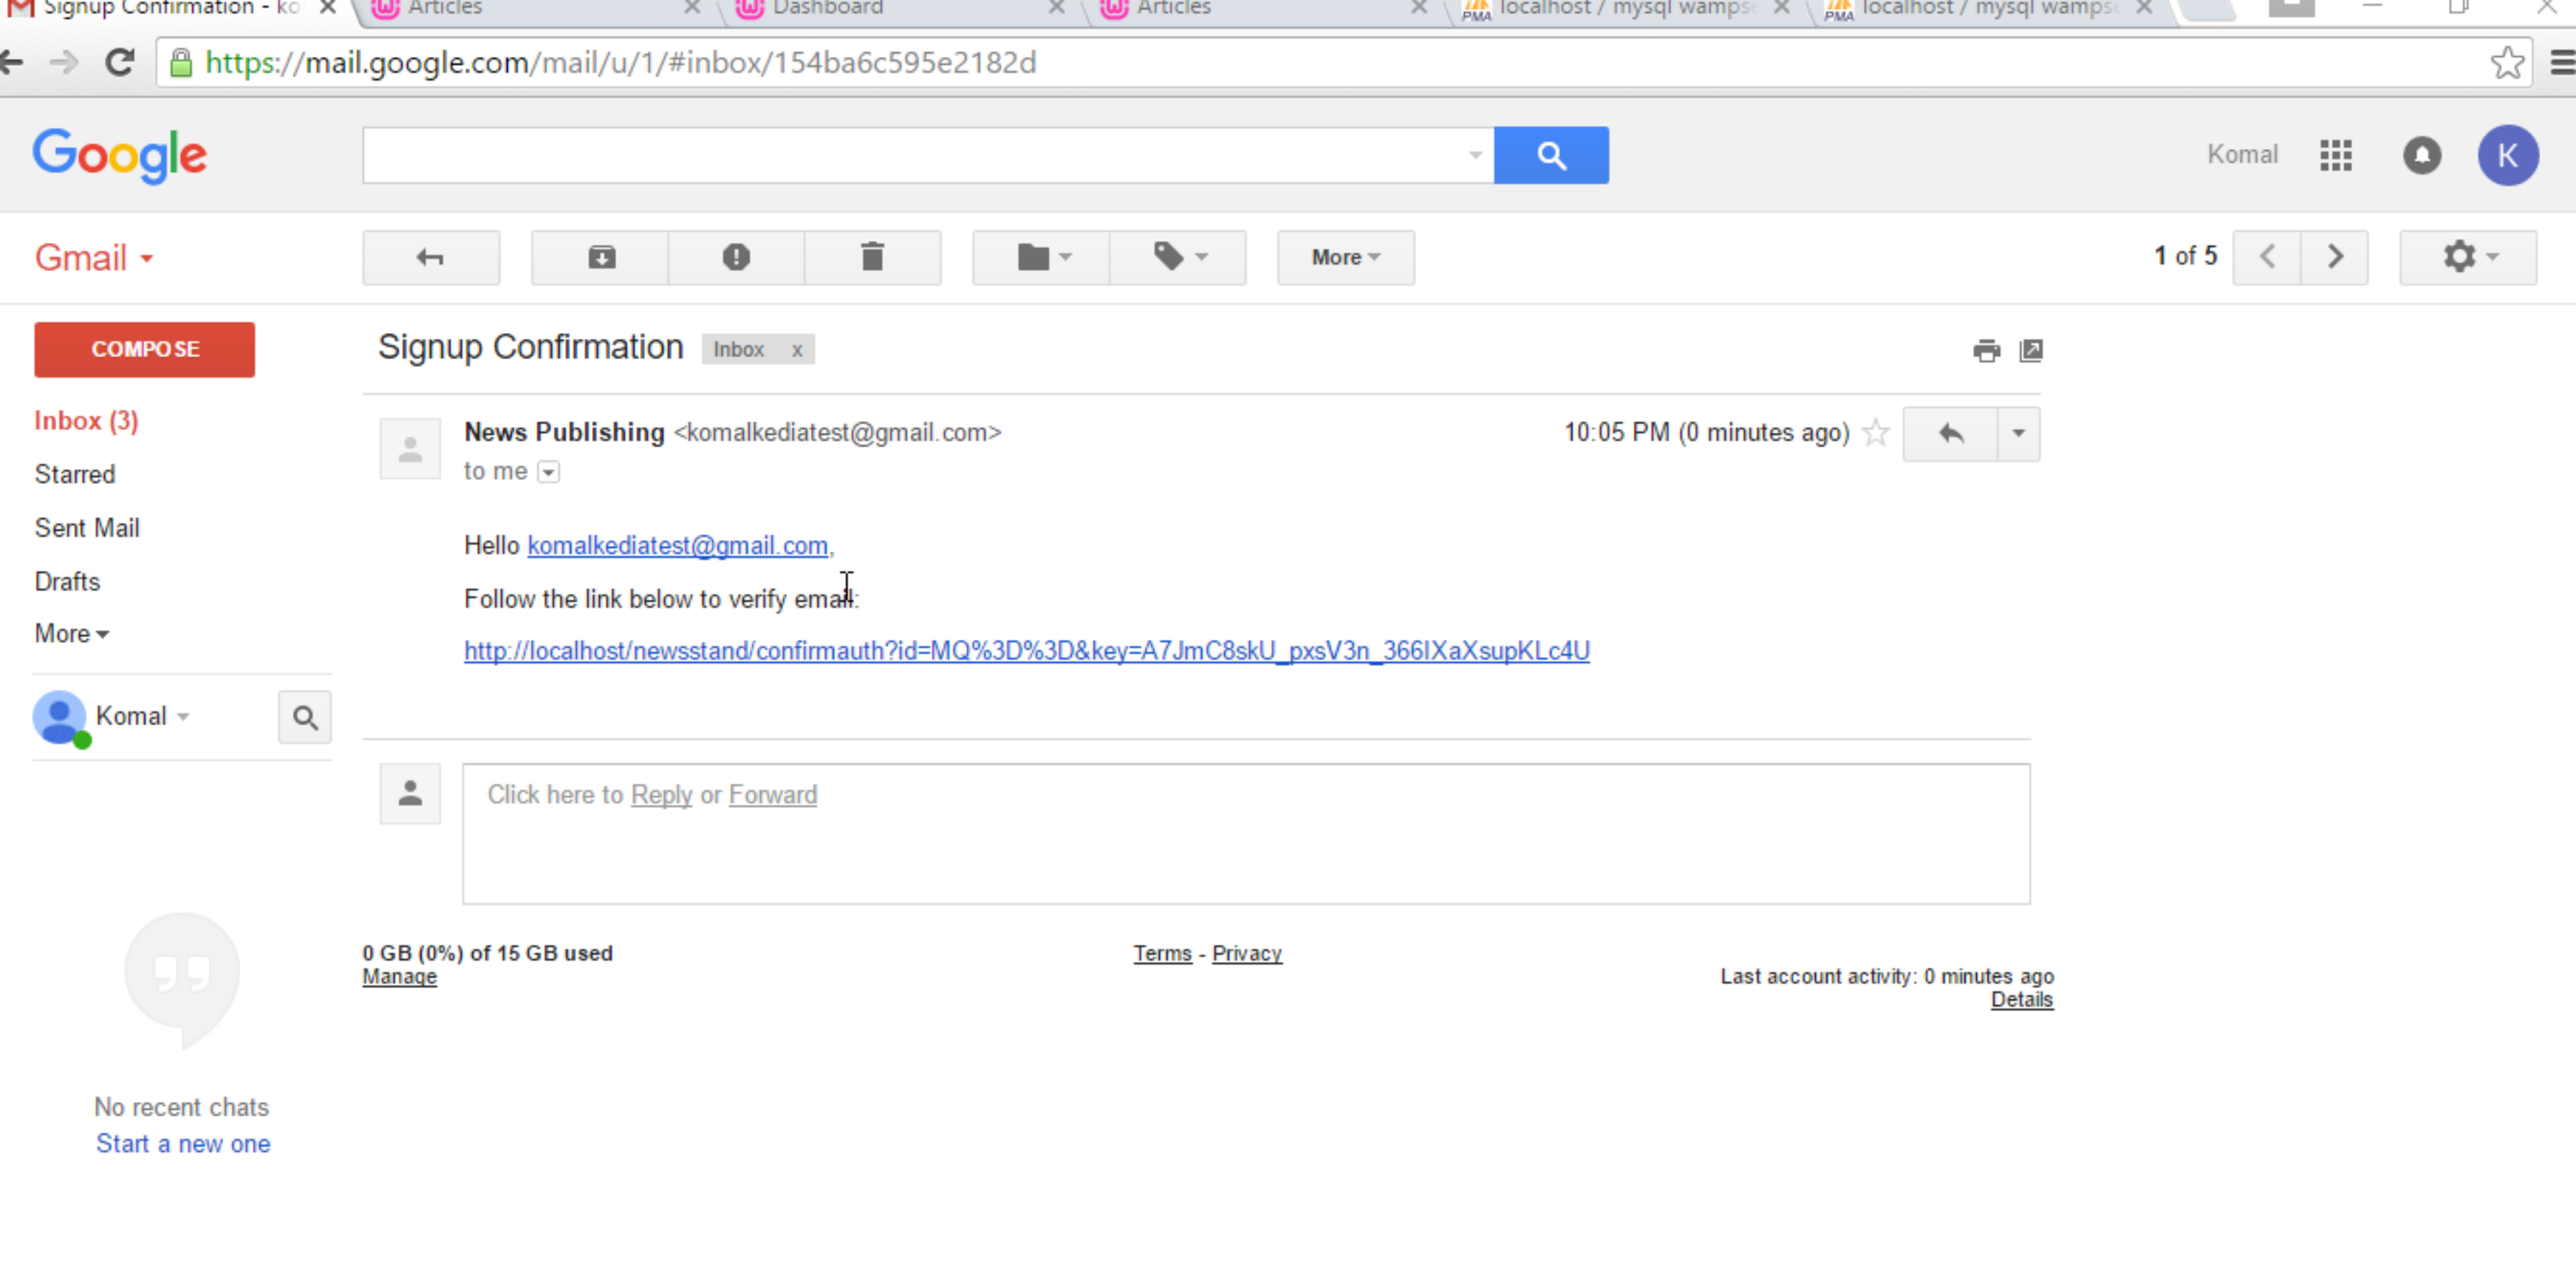 Signup Confirmation - ko
Articles
Dashboard
Articles
localhost / mysql wampse
localhost / mysql wampse
https://mail.google.com/mail/u/1/#inbox/154ba6c595e2182d
Google
Komal
K
Gmail
More
1 of 5
COMPOSE
Signup Confirmation Inbox x
Inbox (3)
Starred
Sent Mail
Drafts
More
Komal
News Publishing <komalkediatest@gmail.com>
10:05 PM (0 minutes ago)
to me
Hello komalkediatest@gmail.com,
Follow the link below to verify email:
http://localhost/newsstand/confirmauth?id=MQ%3D%3D&key=A7JmC8skU_pxsV3n_366IXaXsupKLc4U
Click here to Reply or Forward
0 GB (0%) of 15 GB used
Manage
Terms - Privacy
Last account activity: 0 minutes ago
Details
No recent chats
Start a new one
PMA
PMA